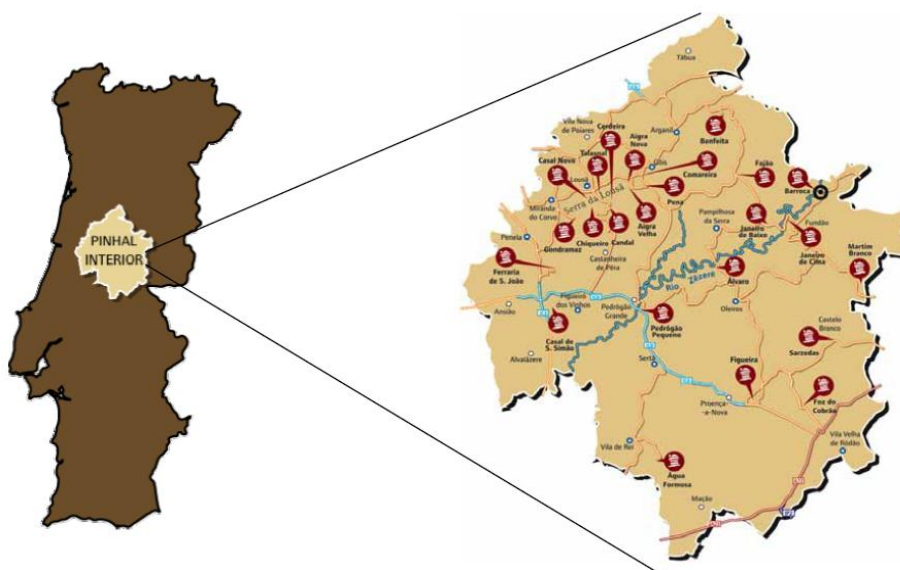 PINHAL
INTERIOR
Tábua
Vila Nova
de Poiares
Cerdeira
Arganil
Benfeita
Aigra
Nova
Talasnal
Casal Novo
Góis
Comareira
Fajão
Barroca
Lousã
Serra da Lousã
Pena
Miranda
do Corvo
Aigra
Velha
Pampilhosa
da Serra
Janeiro
de Baixo
Fundão
Gondramaz
Chiqueiro
Candal
Penela
Castanheira
de Pêra
Janeiro
de Cima
Martim
Branco
Ferraria
de S. João
Rio Zêzere
Álvaro
Ansião
Figueiró
dos Vinhos
Pedrógão
Grande
Oleiros
Castelo
Branco
Casal de
S. Simão
Pedrógão
Pequeno
Alvaiázere
Sertã
Figueira
Sarzedas
Proença
-a-Nova
Foz do
Cobrão
Vila de Rei
Vila Velha
de Ródão
Água
Formosa
Mação